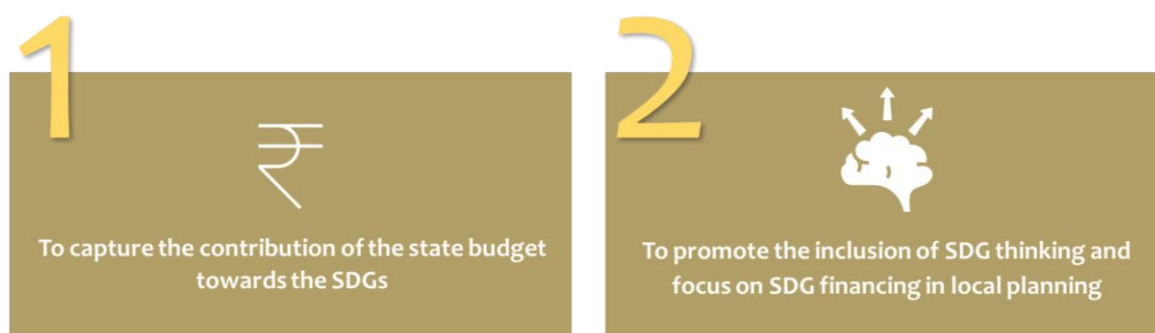 1
₹
To capture the contribution of the state budget
towards the SDGs
2
To promote the inclusion of SDG thinking and
focus on SDG financing in local planning